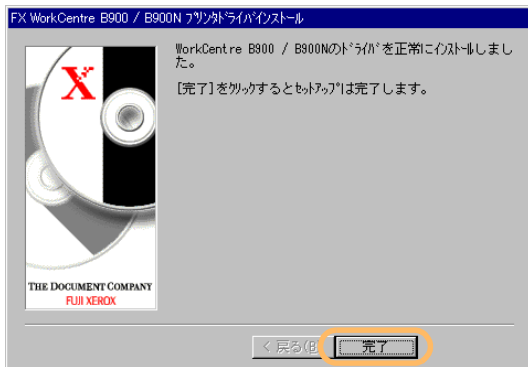 FX WorkCentre B900 / B900N ﾌﾟﾘﾝﾀﾄﾞﾗｲﾊﾞｲﾝｽﾄｰﾙ
WorkCentre B900 / B900Nのﾄﾞﾗｲﾊﾞを正常にｲﾝｽﾄｰﾙしまし
た。
[完了]をｸﾘｯｸするとｾｯﾄｱｯﾌﾟは完了します。
X
THE DOCUMENT COMPANY
FUJI XEROX
< 戻る(B
完了